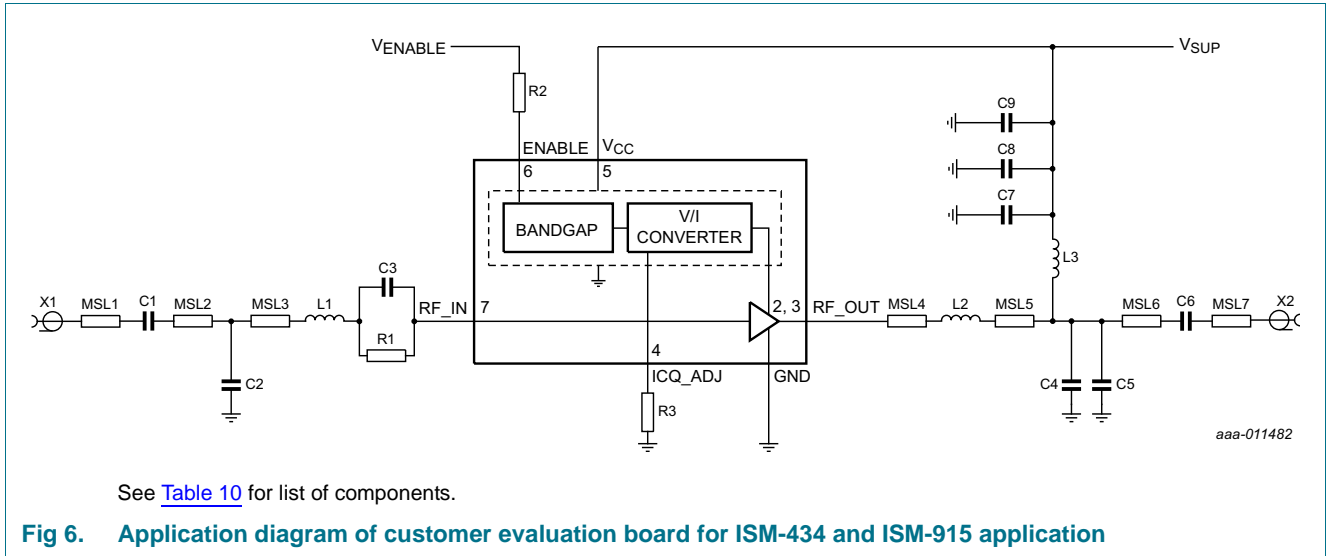 VENABLE
VSUP
R2
C9
C8
C7
ENABLE
VCC
6
5
BANDGAP
V/I
CONVERTER
L3
X1
MSL1
C1
MSL2
MSL3
L1
C3
R1
RF_IN
7
2, 3
RF_OUT
MSL4
L2
MSL5
MSL6
C6
MSL7
X2
C2
4
ICQ_ADJ
GND
R3
C4
C5
aaa-011482
See Table 10 for list of components.
Fig 6. Application diagram of customer evaluation board for ISM-434 and ISM-915 application